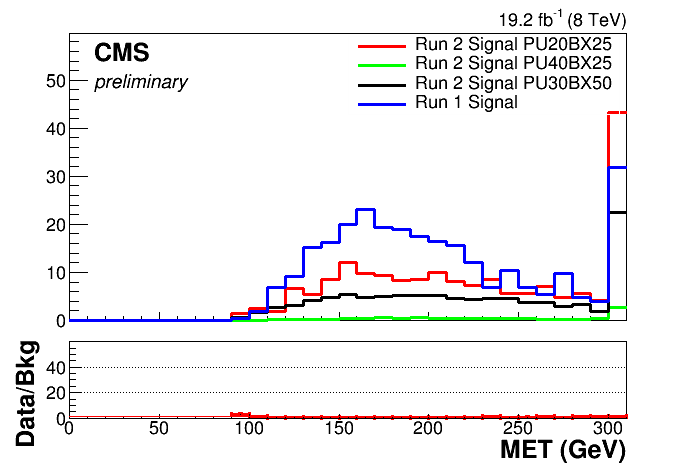 19.2 fb⁻¹ (8 TeV)
CMS
preliminary
Run 2 Signal PU20BX25
Run 2 Signal PU40BX25
Run 2 Signal PU30BX50
Run 1 Signal
50
40
30
20
10
0
Data/Bkg
40
20
0
0 50 100 150 200 250 300
MET (GeV)